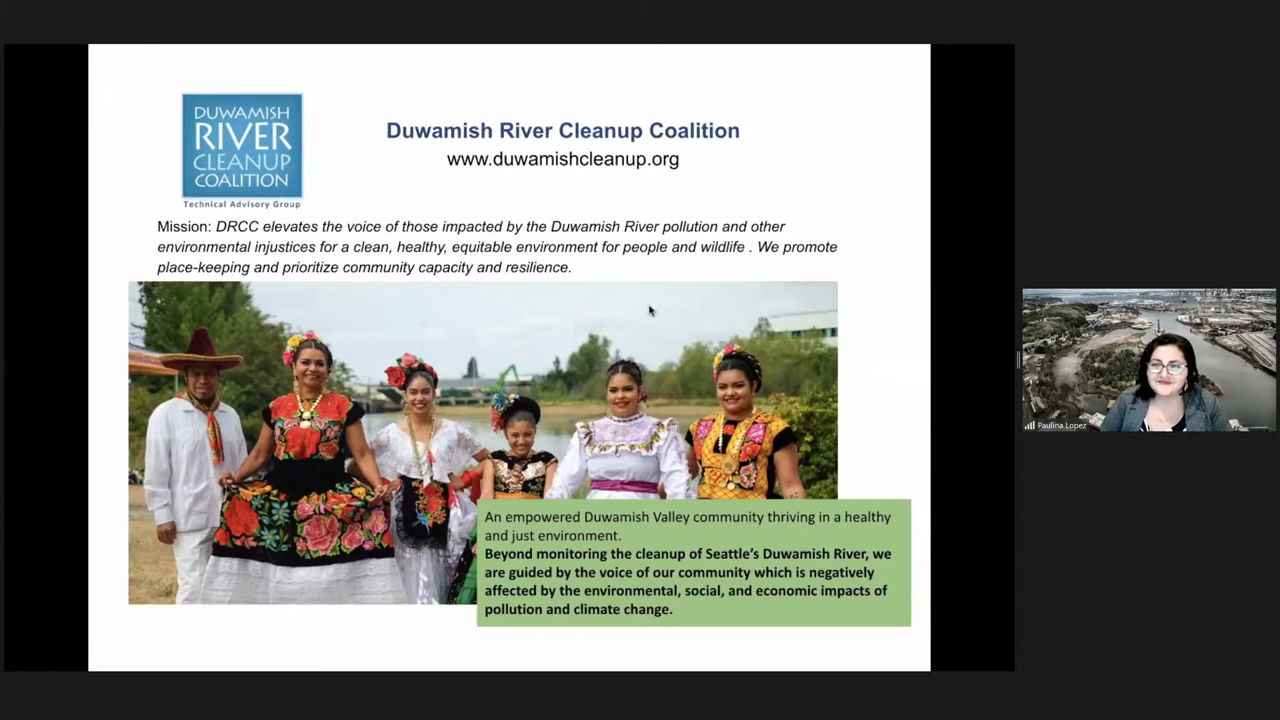 DUWAMISH
RIVER
CLEANUP
COALITION
Technical Advisory Group
Duwamish River Cleanup Coalition
www.duwamishcleanup.org
Mission: DRCC elevates the voice of those impacted by the Duwamish River pollution and other
environmental injustices for a clean, healthy, equitable environment for people and wildlife . We promote
place-keeping and prioritize community capacity and resilience.
An empowered Duwamish Valley community thriving in a healthy
and just environment.
Beyond monitoring the cleanup of Seattle’s Duwamish River, we
are guided by the voice of our community which is negatively
affected by the environmental, social, and economic impacts of
pollution and climate change.
Paulina Lopez